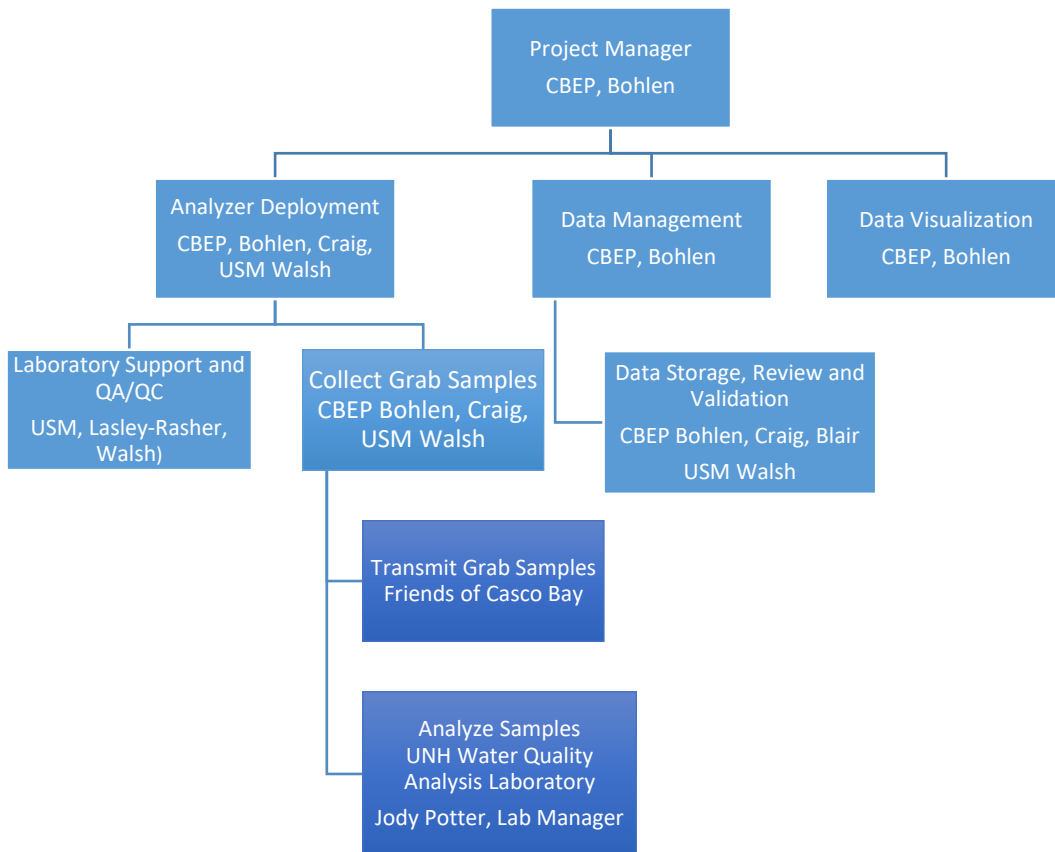 Project Manager
CBEP, Bohlen
Analyzer Deployment
CBEP, Bohlen, Craig,
USM Walsh
Data Management
CBEP, Bohlen
Data Visualization
CBEP, Bohlen
Laboratory Support and
QA/QC
USM, Lasley-Rasher,
Walsh)
Collect Grab Samples
CBEP Bohlen, Craig,
USM Walsh
Data Storage, Review and
Validation
CBEP Bohlen, Craig, Blair
USM Walsh
Transmit Grab Samples
Friends of Casco Bay
Analyze Samples
UNH Water Quality
Analysis Laboratory
Jody Potter, Lab Manager